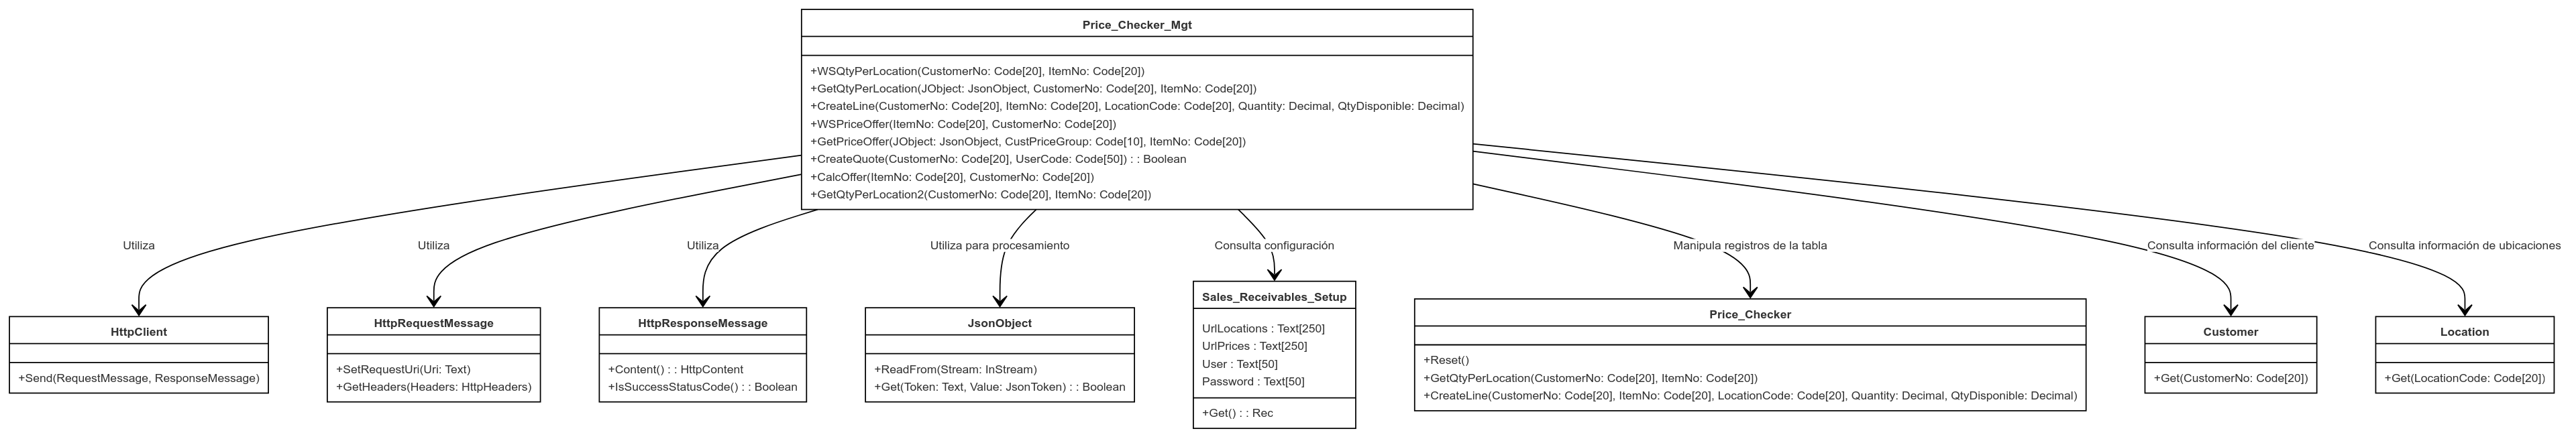 Price_Checker_Mgt
+WSQtyPerLocation(CustomerNo: Code[20], ItemNo: Code[20])
+GetQtyPerLocation(JObject: JsonObject, CustomerNo: Code[20], ItemNo: Code[20])
+CreateLine(CustomerNo: Code[20], ItemNo: Code[20], LocationCode: Code[20], Quantity: Decimal, QtyDisponible: Decimal)
+WSPriceOffer(ItemNo: Code[20], CustomerNo: Code[20])
+GetPriceOffer(JObject: JsonObject, CustPriceGroup: Code[10], ItemNo: Code[20])
+CreateQuote(CustomerNo: Code[20], UserCode: Code[50]) : : Boolean
+CalcOffer(ItemNo: Code[20], CustomerNo: Code[20])
+GetQtyPerLocation2(CustomerNo: Code[20], ItemNo: Code[20])
Utiliza
Utiliza
Utiliza
Utiliza para procesamiento
Consulta configuración
Manipula registros de la tabla
Consulta información del cliente
Consulta información de ubicaciones
HttpClient
+Send(RequestMessage, ResponseMessage)
HttpRequestMessage
+SetRequestUri(Uri: Text)
+GetHeaders(Headers: HttpHeaders)
HttpResponseMessage
+Content() : : HttpContent
+IsSuccessStatusCode() : : Boolean
JsonObject
+ReadFrom(Stream: InStream)
+Get(Token: Text, Value: JsonToken) : : Boolean
Sales_Receivables_Setup
UrlLocations : Text[250]
UrlPrices : Text[250]
User : Text[50]
Password : Text[50]
+Get() : : Rec
Price_Checker
+Reset()
+GetQtyPerLocation(CustomerNo: Code[20], ItemNo: Code[20])
+CreateLine(CustomerNo: Code[20], ItemNo: Code[20], LocationCode: Code[20], Quantity: Decimal, QtyDisponible: Decimal)
Customer
+Get(CustomerNo: Code[20])
Location
+Get(LocationCode: Code[20])